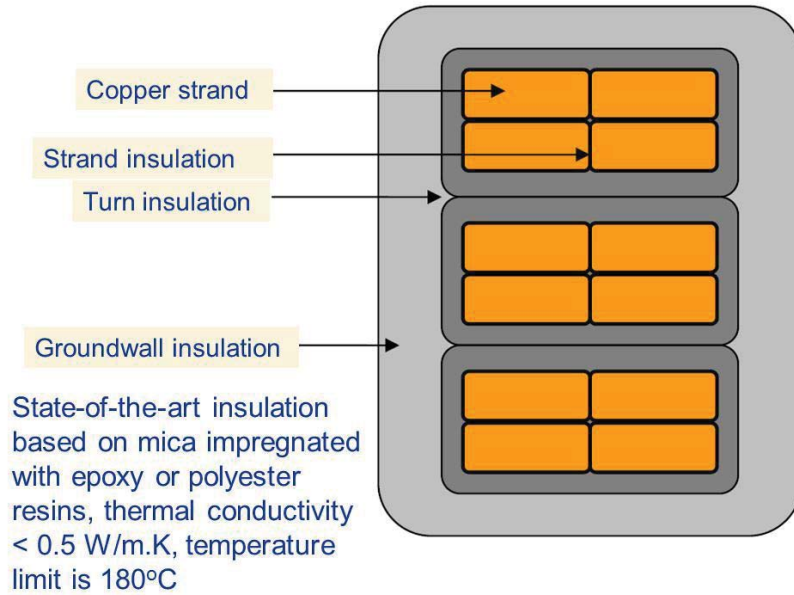 Copper strand
Strand insulation
Turn insulation
Groundwall insulation
State-of-the-art insulation
based on mica impregnated
with epoxy or polyester
resins, thermal conductivity
< 0.5 W/m.K, temperature
limit is 180°C